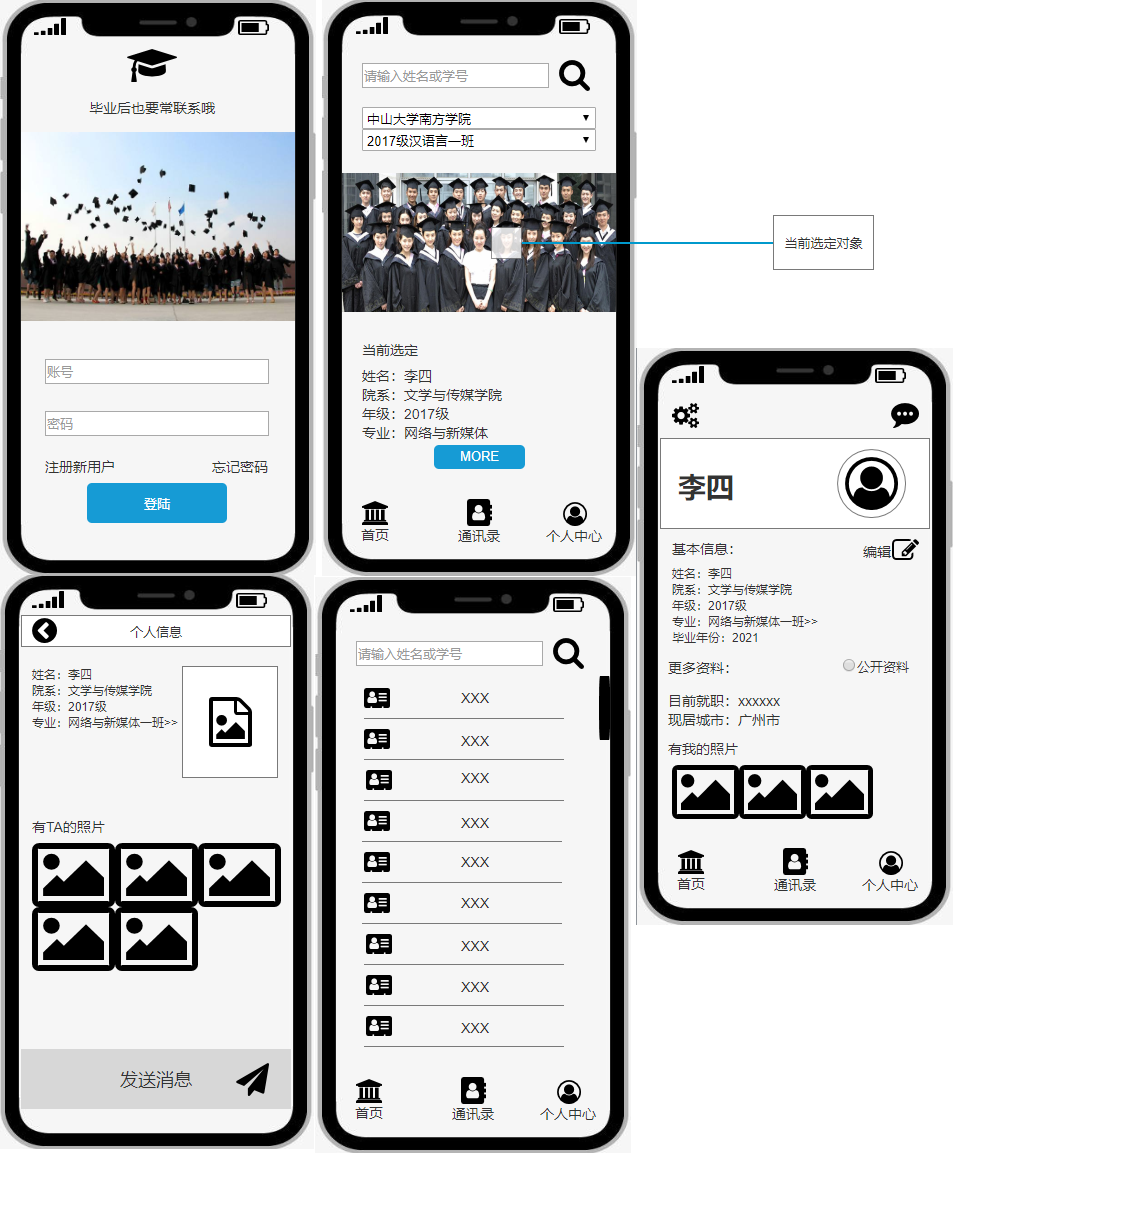 毕业后也要常联系哦
账号
密码
注册新用户
忘记密码
登陆
请输入姓名或学号
中山大学南方学院
2017级汉语言一班
当前选定对象
当前选定
姓名：李四
院系：文学与传媒学院
年级：2017级
专业：网络与新媒体
MORE
首页
通讯录
个人中心
李四
基本信息：
编辑
姓名：李四
院系：文学与传媒学院
年级：2017级
专业：网络与新媒体一班>>
毕业年份：2021
更多资料：
公开资料
目前就职：xxxxxx
现居城市：广州市
有我的照片
首页
通讯录
个人中心
个人信息
姓名：李四
院系：文学与传媒学院
年级：2017级
专业：网络与新媒体一班>>
有TA的照片
发送消息
请输入姓名或学号
XXX
XXX
XXX
XXX
XXX
XXX
XXX
XXX
XXX
首页
通讯录
个人中心